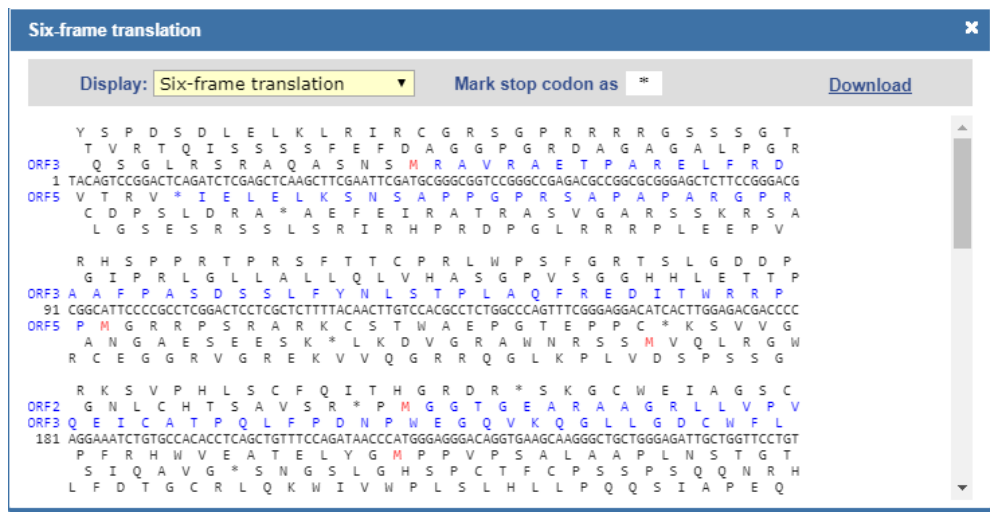 Six-frame translation ×
Display: Six-frame translation ▼ Mark stop codon as * Download
Y S P D S D L E L K L R I R C G R S G P R R R R G S S S G T
T V R T Q I S S S S F E F D A G G P G R D A G A G A L P G R
ORF3 Q S G L R S R A Q A S N S M R A V R A E T P A R E L F R D
1 TACAGTCCGGACTCAGATCTCGAGCTCAAGCTTCGAATTCGATGCGGGCGGTCCGGGCCGAGACGCCGGCGCGGGAGCTCTTCCGGGACG
ORF5 V T R V * I E L E L K S N S A P P G P R S A P A P A R G P R
C D P S L D R A * A E F E I R A T R A S V G A R S S K R S A
L G S E S R S S L S R I R H P R D P G L R R R P L E E P V
R H S P P R T P R S F T T C P R L W P S F G R T S L G D D P
G I P R L G L L A L L Q L V H A S G P V S G G H H L E T T P
ORF3 A A F P A S D S S L F Y N L S T P L A Q F R E D I T W R R P
91 CGGCATTCCCCGCCTCGGACTCCTCGCTCTTTTACAACTTGTCCACGCCTCTGGCCCAGTTTCGGGAGGACATCACTTGGAGACGACCCC
ORF5 P M G R R P S R A R K C S T W A E P G T E P P C * K S V V G
A N G A E S E E S K * L K D V G R A W N R S S M V Q L R G W
R C E G G R V G R E K V V Q G R R Q G L K P L V D S P S S G
R K S V P H L S C F Q I T H G R D R * S K G C W E I A G S C
ORF2 G N L C H T S A V S R * P M G G T G E A R A A G R L L V P V
ORF3 Q E I C A T P Q L F P D N P W E G Q V K Q G L L G D C W F L
181 AGGAAATCTGTGCCACACCTCAGCTGTTTCCAGATAACCCATGGGAGGGACAGGTGAAGCAAGGGCTGCTGGGAGATTGCTGGTTCCTGT
P F R H W V E A T E L Y G M P P V P S A L A A P L N S T G T
S I Q A V G * S N G S L G H S P C T F C P S S P S Q Q N R H
L F D T G C R L Q K W I V W P L S L H L L P Q Q S I A P E Q